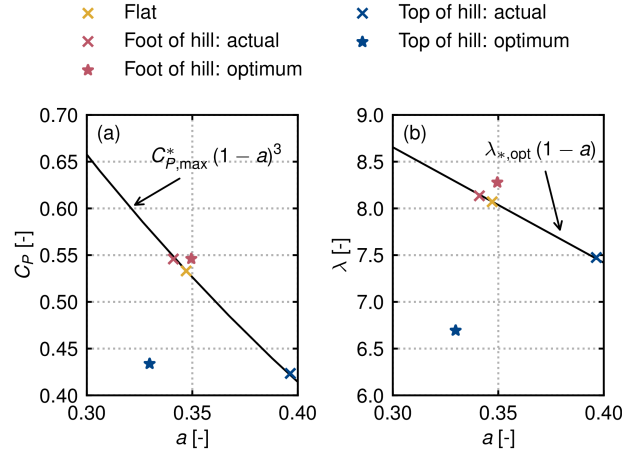 Flat
Foot of hill: actual
Foot of hill: optimum
Top of hill: actual
Top of hill: optimum
(a)
C*P,max (1 − a)³
0.70
0.65
0.60
0.55
0.50
0.45
0.40
CP [-]
0.30
0.35
0.40
a [-]
(b)
λ*,opt (1 − a)
9.0
8.5
8.0
7.5
7.0
6.5
6.0
λ [-]
0.30
0.35
0.40
a [-]